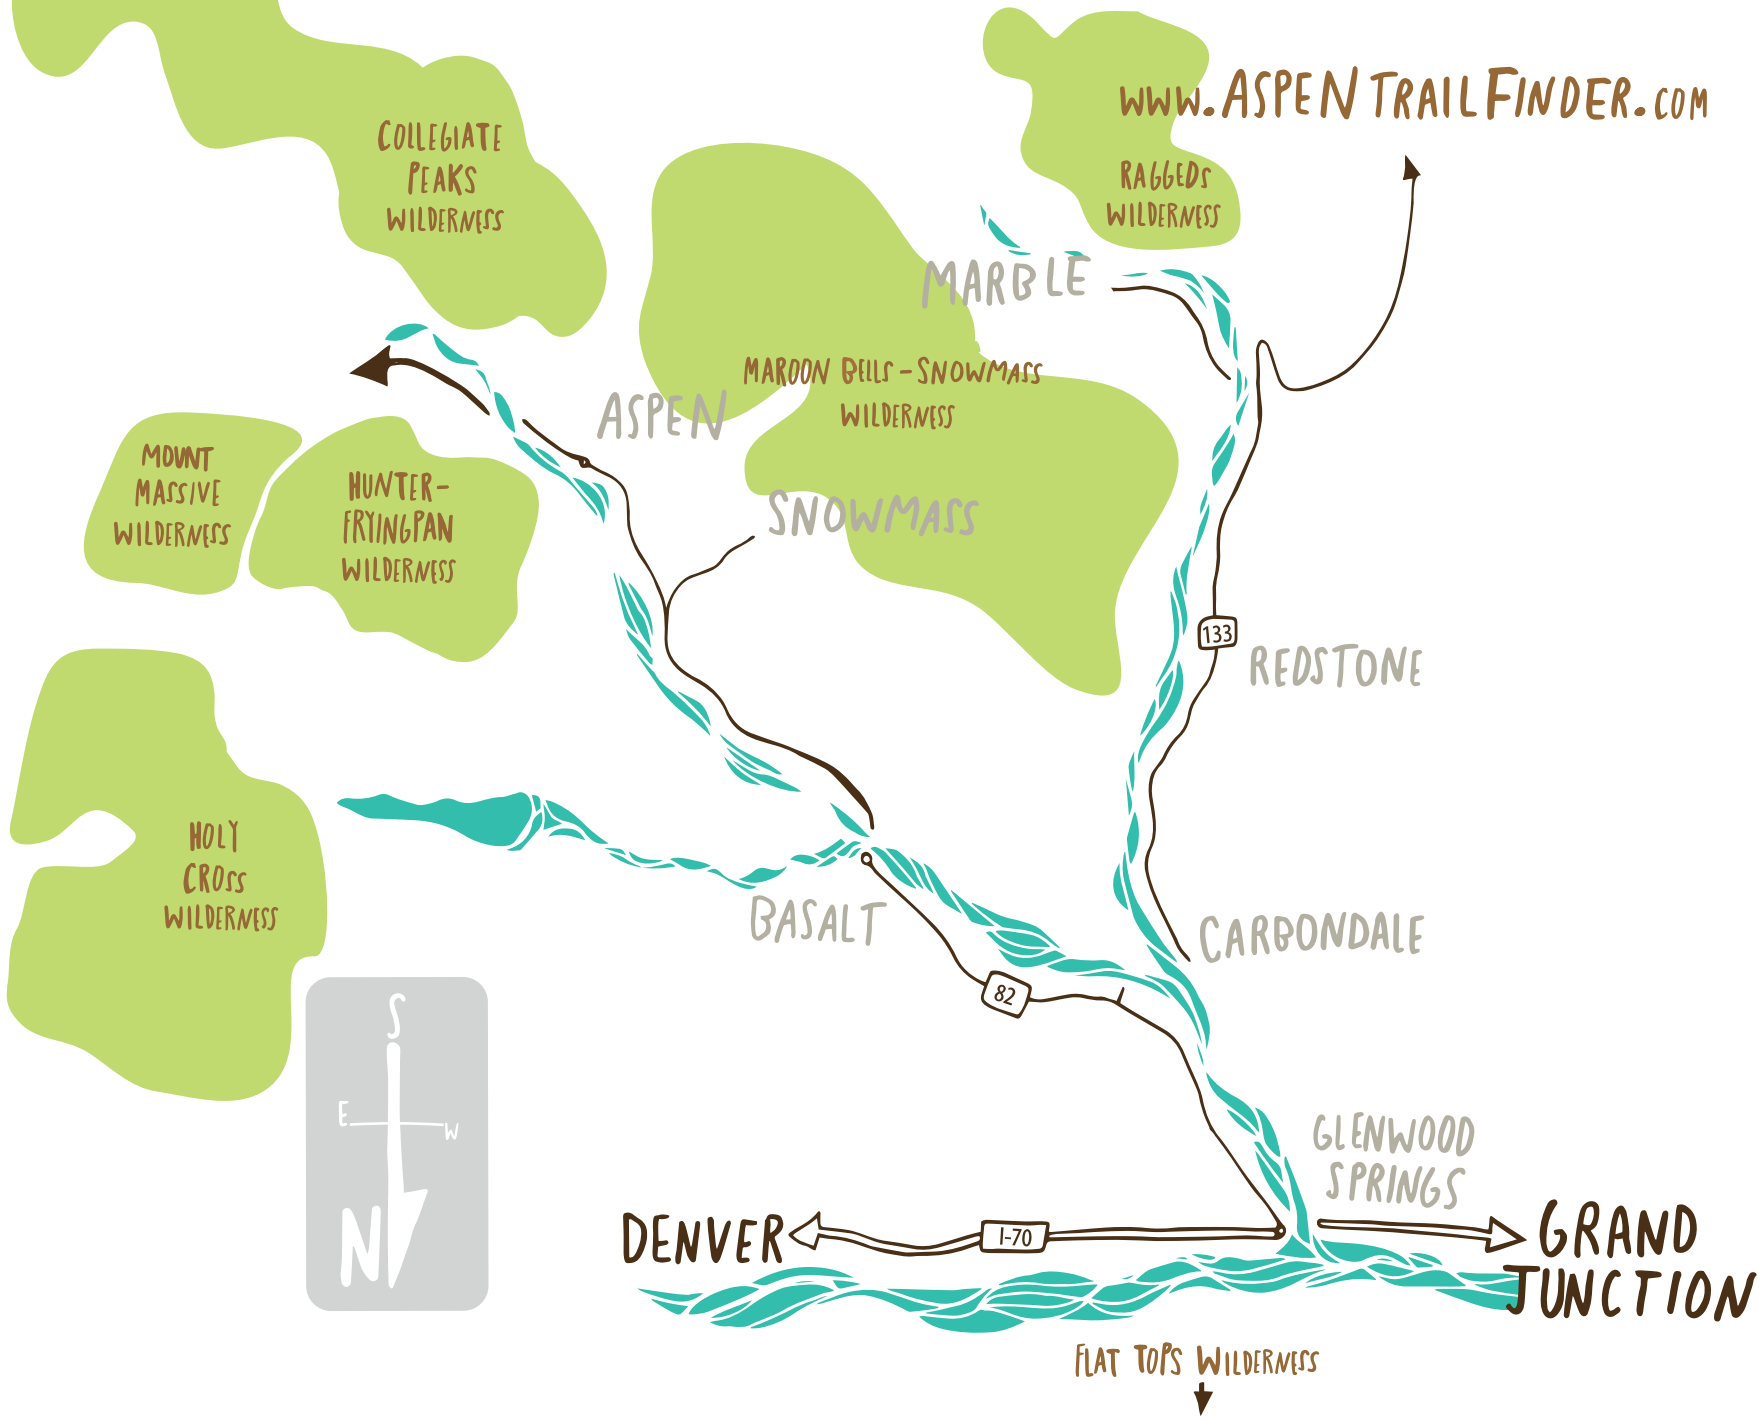 www.ASPENTRAILFINDER.COM
COLLEGIATE
PEAKS
WILDERNESS
RAGGEDS
WILDERNESS
MARBLE
MAROON BELLS - SNOWMASS
WILDERNESS
ASPEN
MOUNT
MASSIVE
WILDERNESS
HUNTER-
FRYINGPAN
WILDERNESS
SNOWMASS
133
REDSTONE
HOLY
CROSS
WILDERNESS
BASALT
CARBONDALE
82
S
E
W
N
GLENWOOD
SPRINGS
DENVER
I-70
GRAND
JUNCTION
FLAT TOPS WILDERNESS